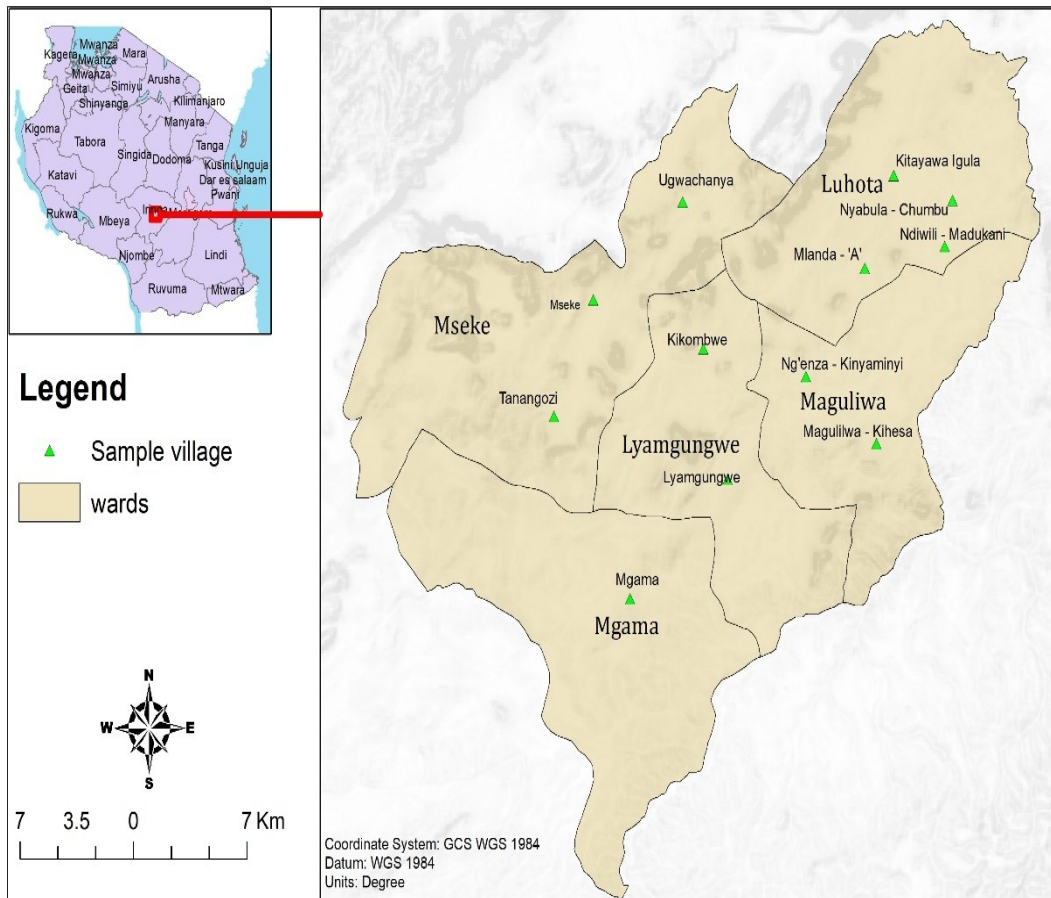 Kagera
Mwanza
Mwanza
Mwanza
Mara
Geita
Simiyu
Arusha
Shinyanga
Kilimanjaro
Kigoma
Tabora
Manyara
Singida
Dodoma
Tanga
Katavi
Kusini Unguja
Dar es salaam
Pwani
Rukwa
Mbeya
Njombe
Lindi
Ruvuma
Mtwara
Legend
Sample village
wards
N
W E
S
7 3.5 0 7 Km
Ugwachanya
Kitayawa Igula
Luhota
Nyabula - Chumbu
Ndiwili - Madukani
Mlanda - 'A'
Mseke
Mseke
Kikombwe
Ng'enza - Kinyaminyi
Tanangozi
Maguliwa
Lyamgungwe
Magulilwa - Kihesa
Lyamgungwe
Mgama
Mgama
Coordinate System: GCS WGS 1984
Datum: WGS 1984
Units: Degree